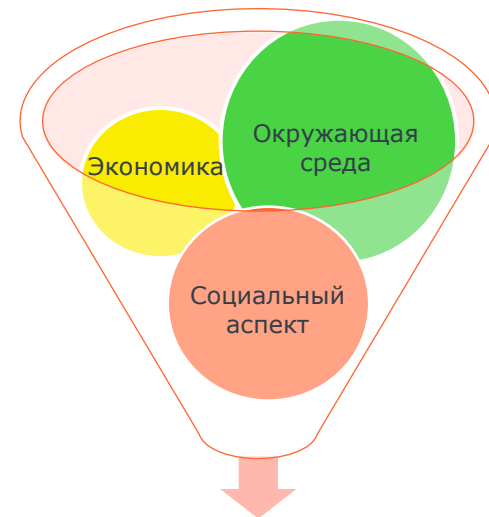 Окружающая
среда
Экономика
Социальный
аспект